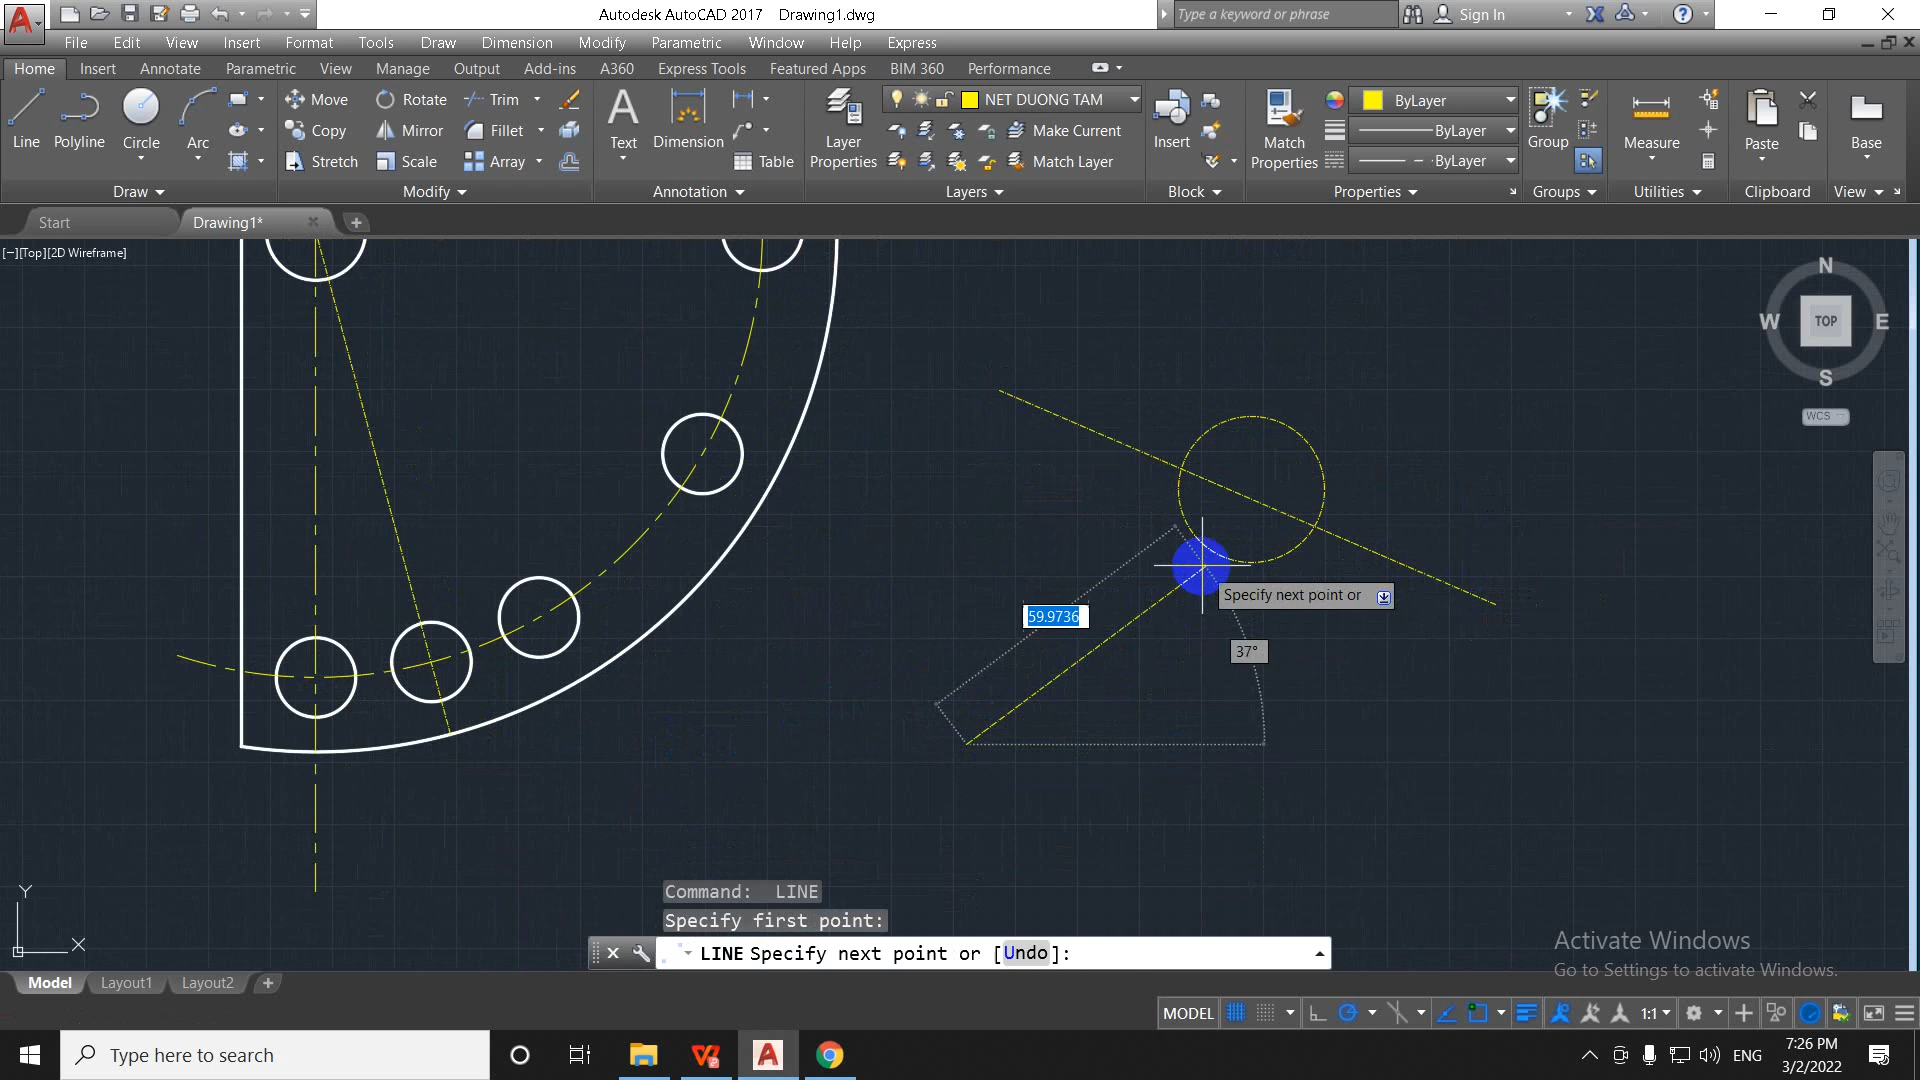 Autodesk AutoCAD 2017 Drawing1.dwg
Type a keyword or phrase
Sign In
File Edit View Insert Format Tools Draw Dimension Modify Parametric Window Help Express
Home Insert Annotate Parametric View Manage Output Add-ins A360 Express Tools Featured Apps BIM 360 Performance
Line Polyline Circle Arc
Move Rotate Trim
Copy Mirror Fillet
Stretch Scale Array
Text Dimension
Table
Layer Properties
NET DUONG TAM
Make Current
Match Layer
Insert
Match Properties
ByLayer
ByLayer
ByLayer
Group
Measure
Paste
Base
Draw Modify Annotation Layers Block Properties Groups Utilities Clipboard View
Start Drawing1*
[−][Top][2D Wireframe]
N
W TOP E
S
WCS
Specify next point or
59.9736
37°
Y
X
Command: LINE
Specify first point:
LINE Specify next point or [Undo]:
Activate Windows
Go to Settings to activate Windows.
Model Layout1 Layout2
MODEL
1:1
Type here to search
ENG
7:26 PM
3/2/2022